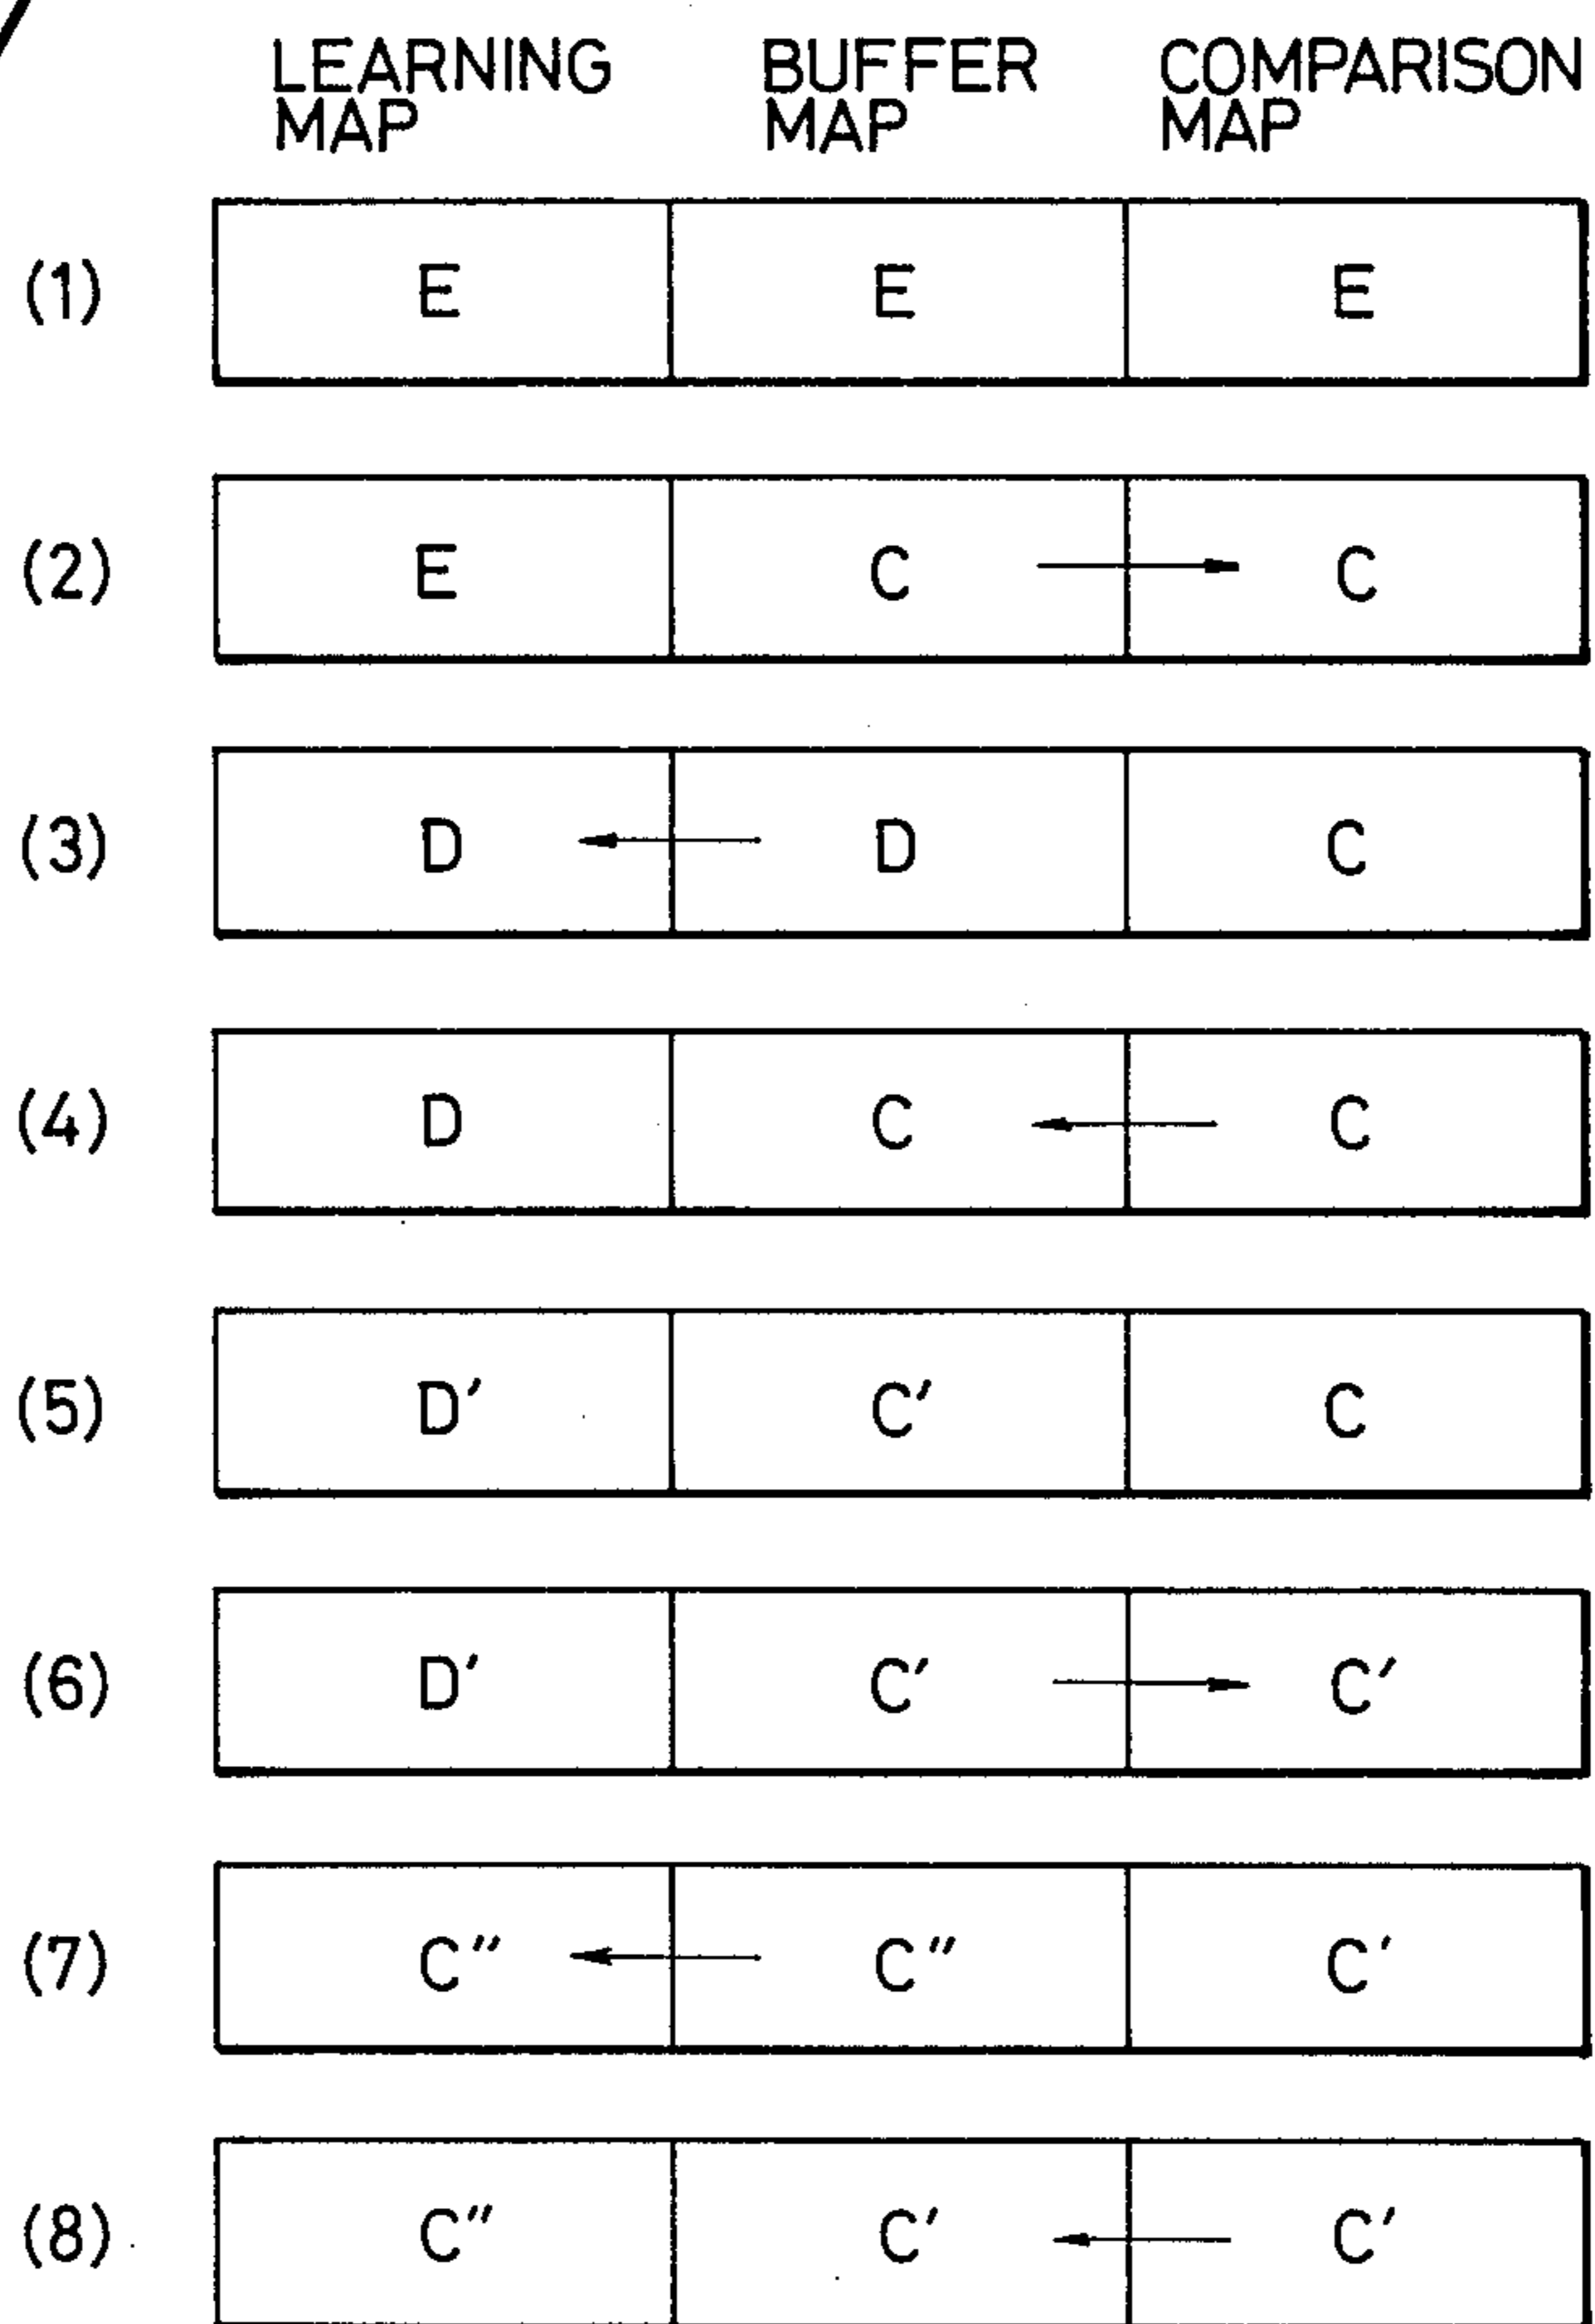 LEARNING MAP BUFFER MAP COMPARISON MAP
(1) E E E
(2) E C C
(3) D D C
(4) D C C
(5) D' C' C
(6) D' C' C'
(7) C" C" C'
(8) C" C' C'